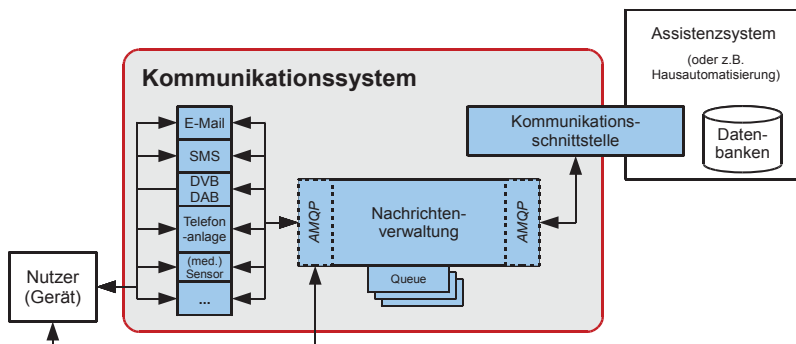 Assistenzsystem
(oder z.B.
Hausautomatisierung)
Kommunikationssystem
E-Mail
SMS
DVB
DAB
Telefon
-anlage
(med.)
Sensor
...
Kommunikations-
schnittstelle
Daten-
banken
AMQP
Nachrichten-
verwaltung
AMQP
Queue
Nutzer
(Gerät)